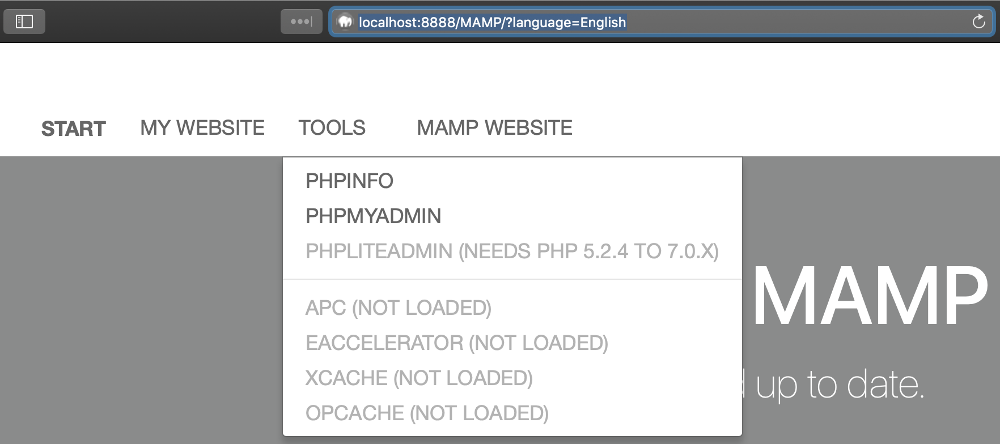 localhost:8888/MAMP/?language=English
START MY WEBSITE TOOLS MAMP WEBSITE
PHPINFO
PHPMYADMIN
PHPLITEADMIN (NEEDS PHP 5.2.4 TO 7.0.X)
MAMP
APC (NOT LOADED)
EACCELERATOR (NOT LOADED)
XCACHE (NOT LOADED)
up to date.
OPCACHE (NOT LOADED)